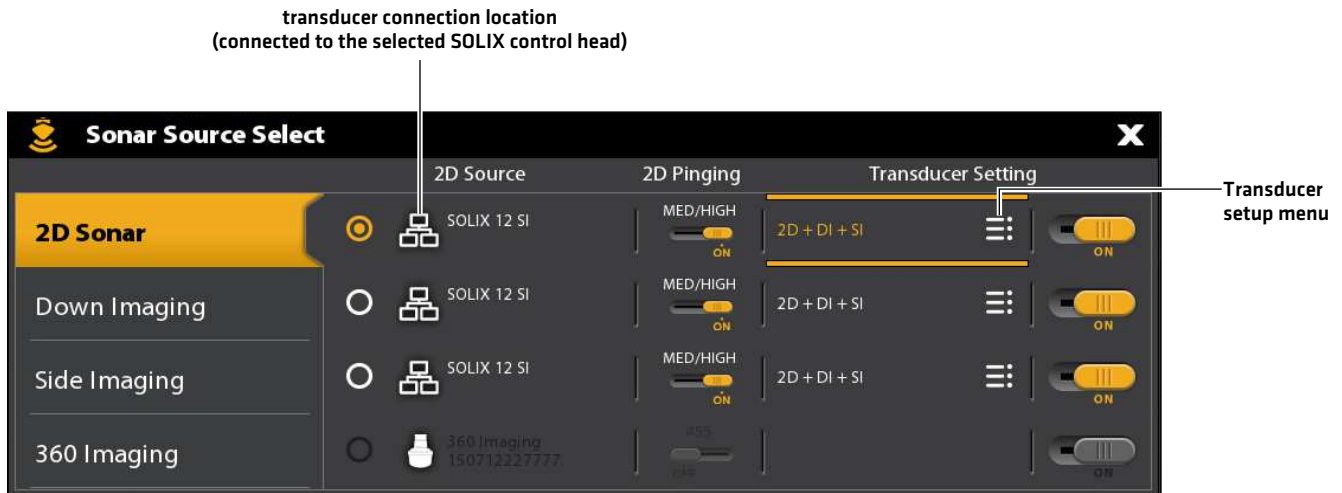 transducer connection location
(connected to the selected SOLIX control head)
Sonar Source Select
X
2D Source
2D Pinging
Transducer Setting
Transducer
setup menu
2D Sonar
SOLIX 12 SI
MED/HIGH
ON
2D + DI + SI
ON
Down Imaging
SOLIX 12 SI
MED/HIGH
ON
2D + DI + SI
ON
Side Imaging
SOLIX 12 SI
MED/HIGH
ON
2D + DI + SI
ON
360 Imaging
360 Imaging
150712227777
455
ON